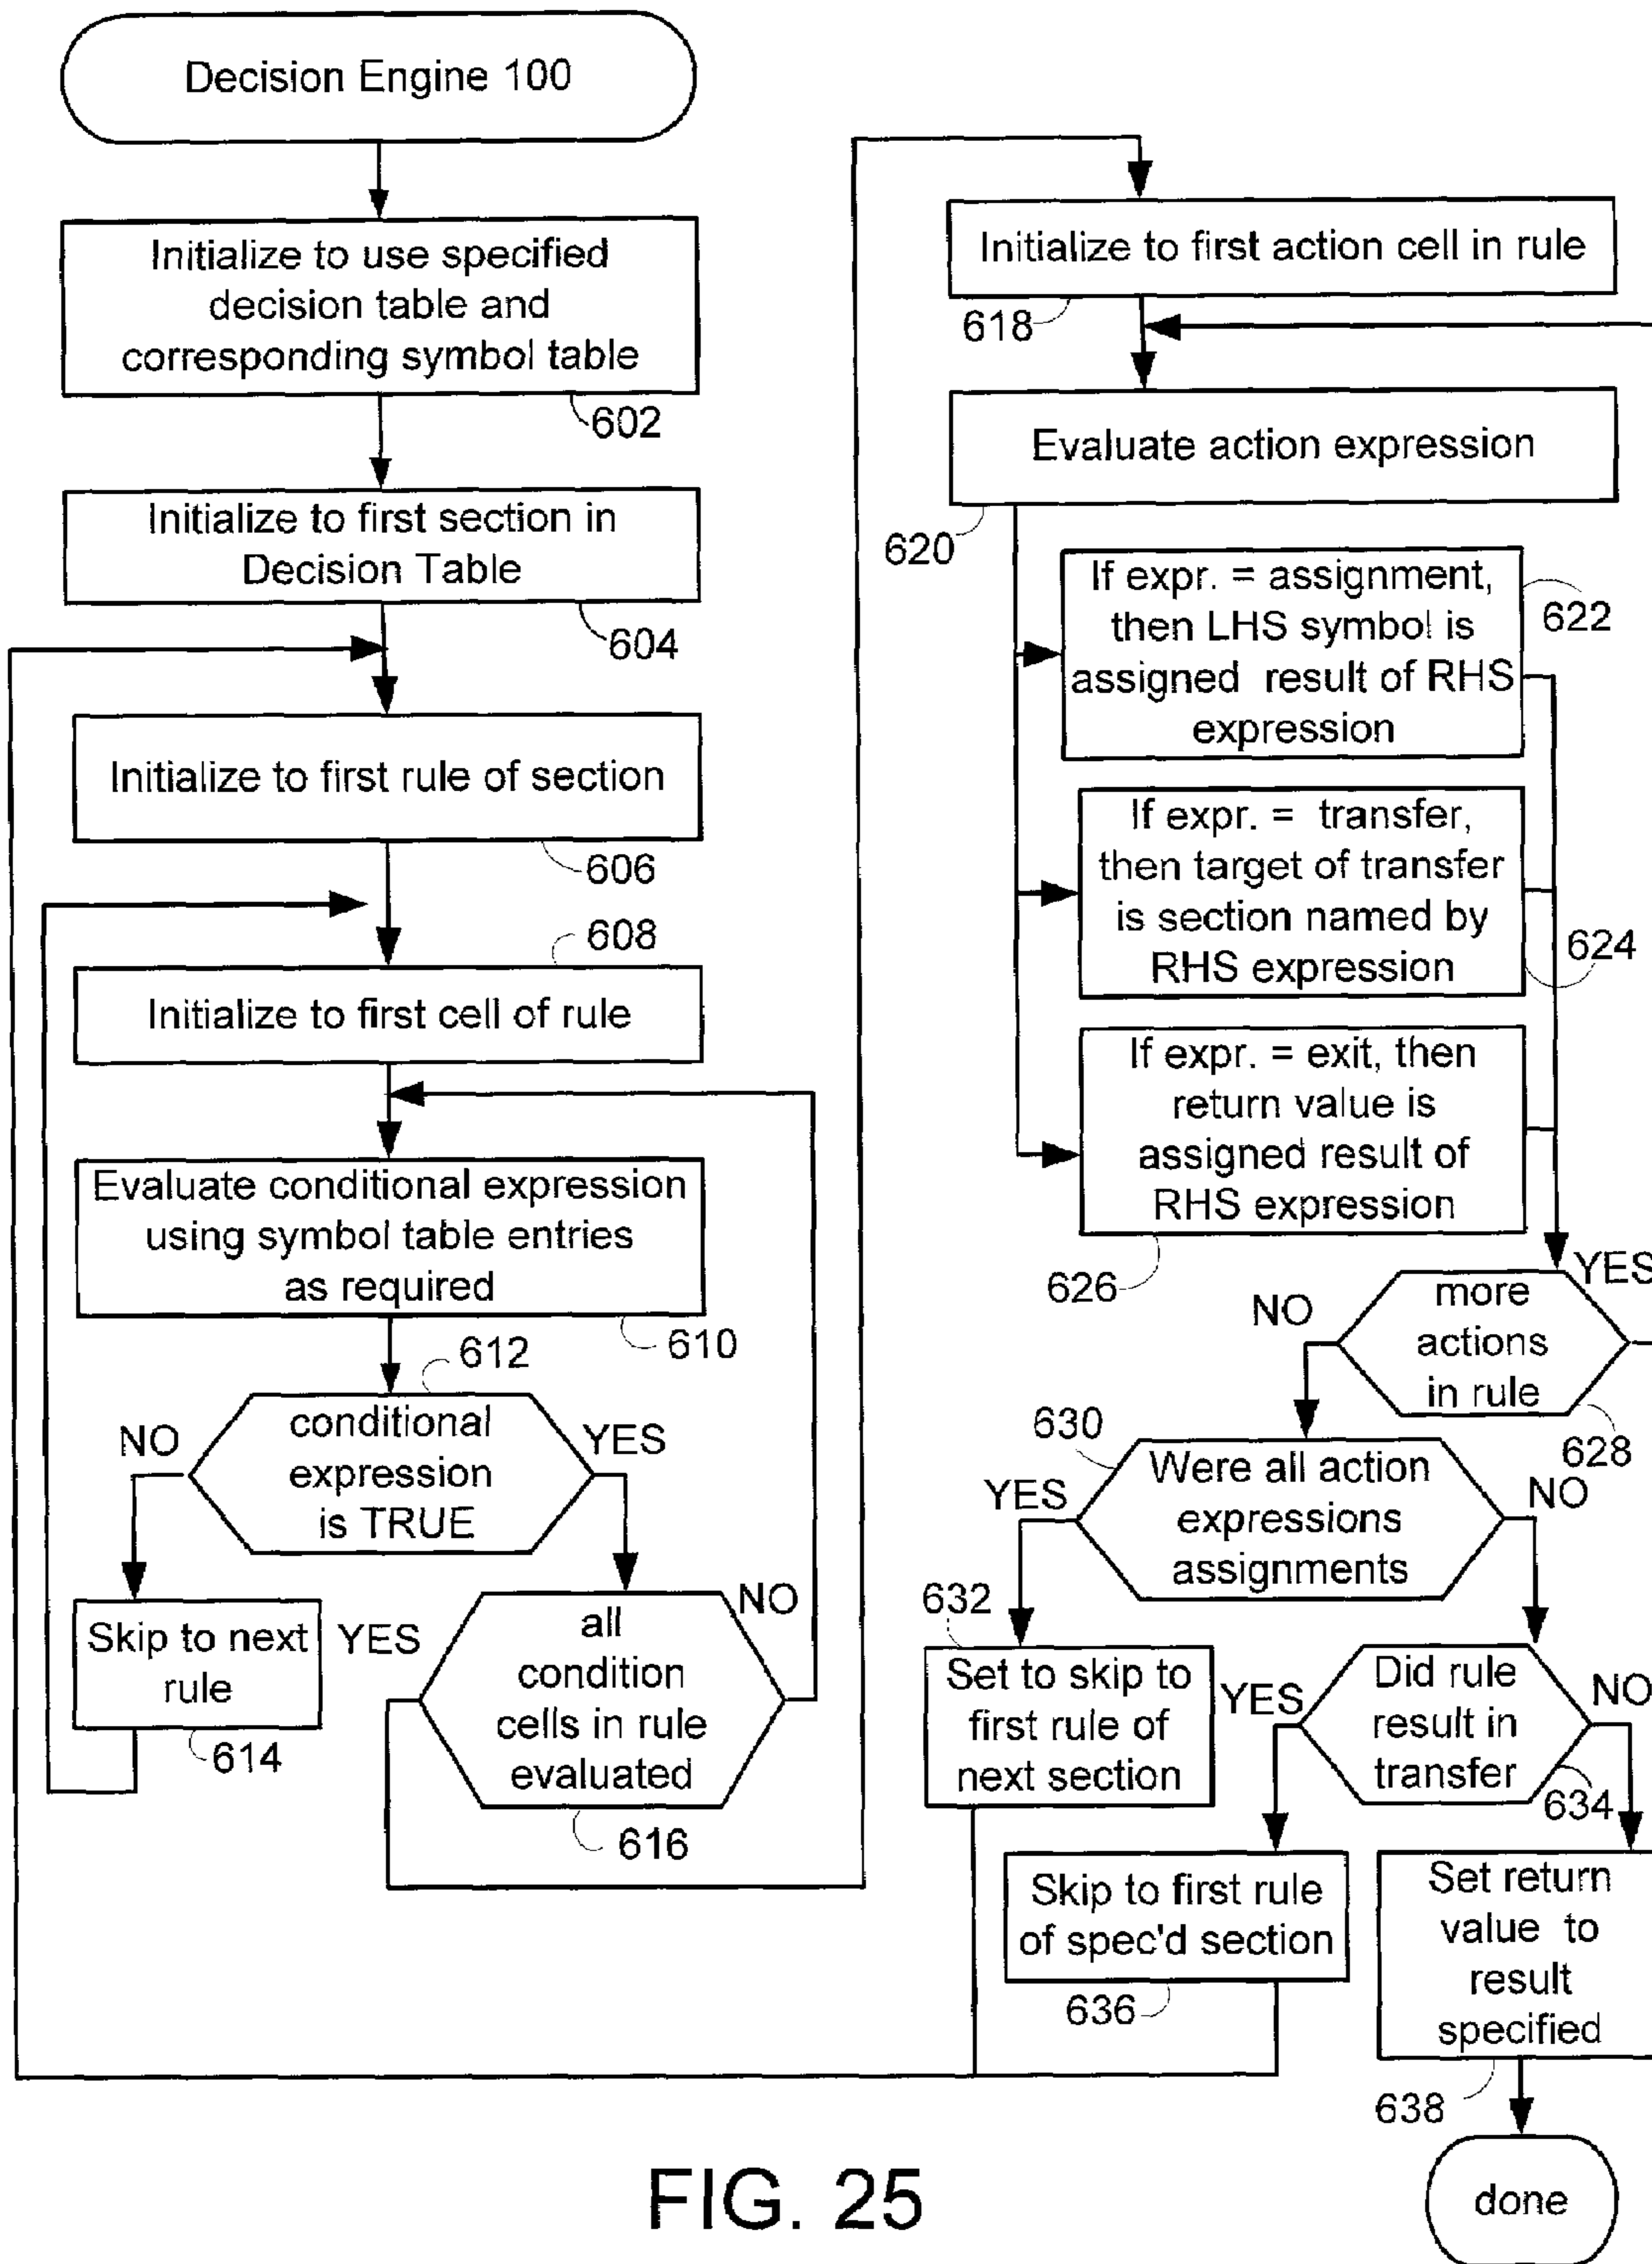 Decision Engine 100
Initialize to use specified
decision table and
corresponding symbol table
602
Initialize to first section in
Decision Table
604
Initialize to first rule of section
606
608
Initialize to first cell of rule
Evaluate conditional expression
using symbol table entries
as required
610
612
conditional
expression
is TRUE
NO
YES
Skip to next
rule
614
YES
all
condition
cells in rule
evaluated
NO
616
Initialize to first action cell in rule
618
Evaluate action expression
620
If expr. = assignment,
then LHS symbol is
assigned result of RHS
expression
622
If expr. = transfer,
then target of transfer
is section named by
RHS expression
624
If expr. = exit, then
return value is
assigned result of
RHS expression
626
YES
NO
more
actions
in rule
628
630
Were all action
expressions
assignments
YES
NO
632
Set to skip to
first rule of
next section
YES
Did rule
result in
transfer
NO
634
Skip to first rule
of spec'd section
636
Set return
value to
result
specified
638
done
FIG. 25